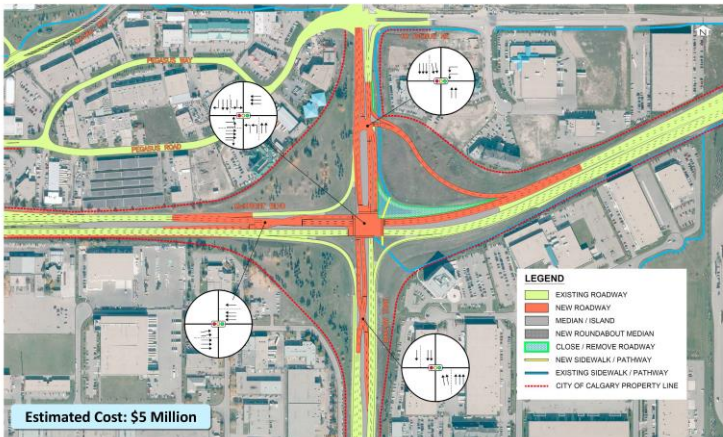 PEGASUS WAY
N
PEGASUS ROAD
LEGEND
EXISTING ROADWAY
NEW ROADWAY
MEDIAN / ISLAND
NEW ROUNDABOUT MEDIAN
CLOSE / REMOVE ROADWAY
NEW SIDEWALK / PATHWAY
EXISTING SIDEWALK / PATHWAY
CITY OF CALGARY PROPERTY LINE
Estimated Cost: $5 Million